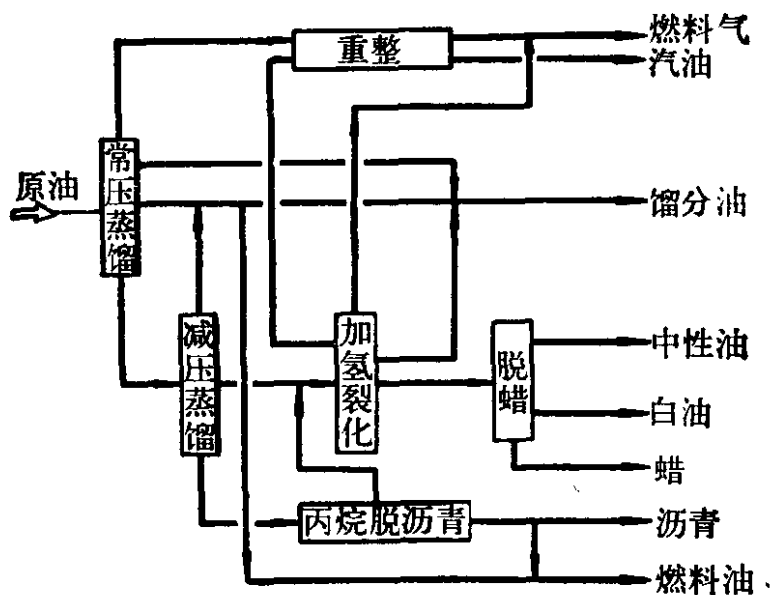 重整
燃料气
汽油
原油
常压蒸馏
馏分油
减压蒸馏
加氢裂化
脱蜡
中性油
白油
蜡
丙烷脱沥青
沥青
燃料油